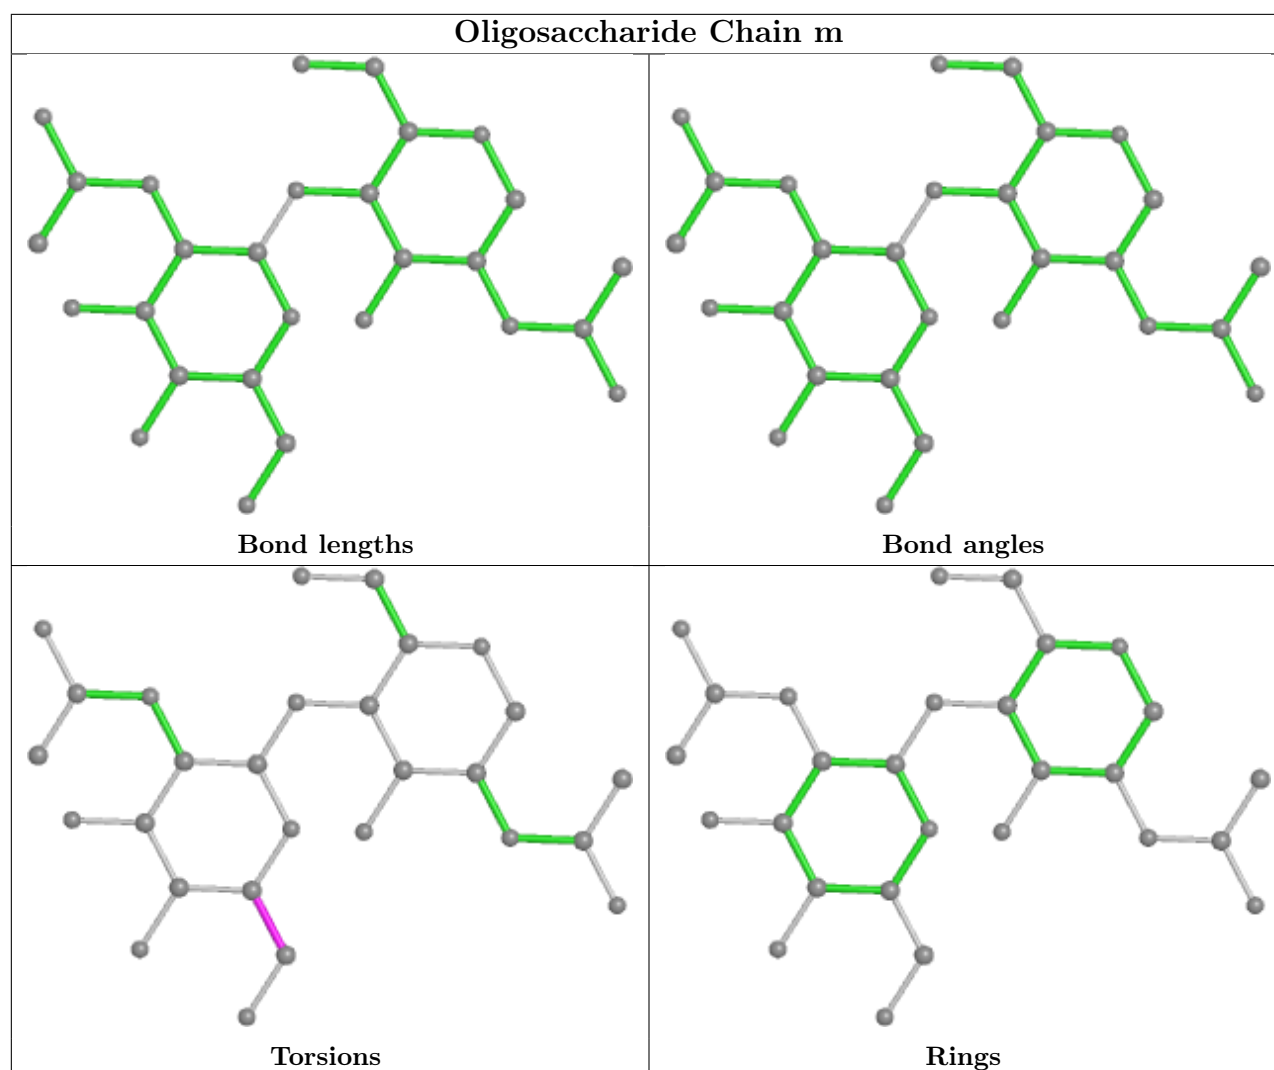 Oligosaccharide Chain m
Bond lengths
Bond angles
Torsions
Rings